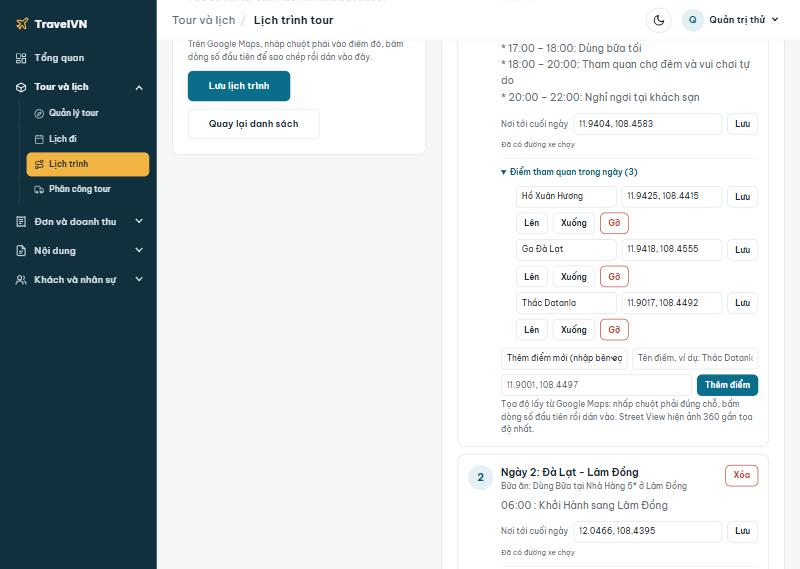 TravelVN
Tour và lịch / Lịch trình tour
Q Quản trị thử
Tổng quan
Tour và lịch
Quản lý tour
Lịch đi
Lịch trình
Phân công tour
Đơn và doanh thu
Nội dung
Khách và nhân sự
Trên Google Maps, nhấp chuột phải vào điểm đó, bấm
dòng số đầu tiên để sao chép rồi dán vào đây.
Lưu lịch trình
Quay lại danh sách
* 17:00 – 18:00: Dùng bữa tối
* 18:00 – 20:00: Tham quan chợ đêm và vui chơi tự
do
* 20:00 – 22:00: Nghỉ ngơi tại khách sạn
Nơi tới cuối ngày 11.9404, 108.4583 Lưu
Đã có đường xe chạy
▼ Điểm tham quan trong ngày (3)
Hồ Xuân Hương 11.9425, 108.4415 Lưu
Lên Xuống Gỡ
Ga Đà Lạt 11.9418, 108.4555 Lưu
Lên Xuống Gỡ
Thác Datanla 11.9017, 108.4492 Lưu
Lên Xuống Gỡ
Thêm điểm mới (nhập bên Tên điểm, ví dụ: Thác Datanla
11.9001, 108.4497 Thêm điểm
Tọa độ lấy từ Google Maps: nhấp chuột phải đúng chỗ, bấm
dòng số đầu tiên rồi dán vào. Street View hiện ảnh 360 gần tọa
độ nhất.
2 Ngày 2: Đà Lạt - Lâm Đồng Xóa
Bữa ăn: Dùng Bữa tại Nhà Hàng 5* ở Lâm Đồng
06:00 : Khởi Hành sang Lâm Đồng
Nơi tới cuối ngày 12.0466, 108.4395 Lưu
Đã có đường xe chạy